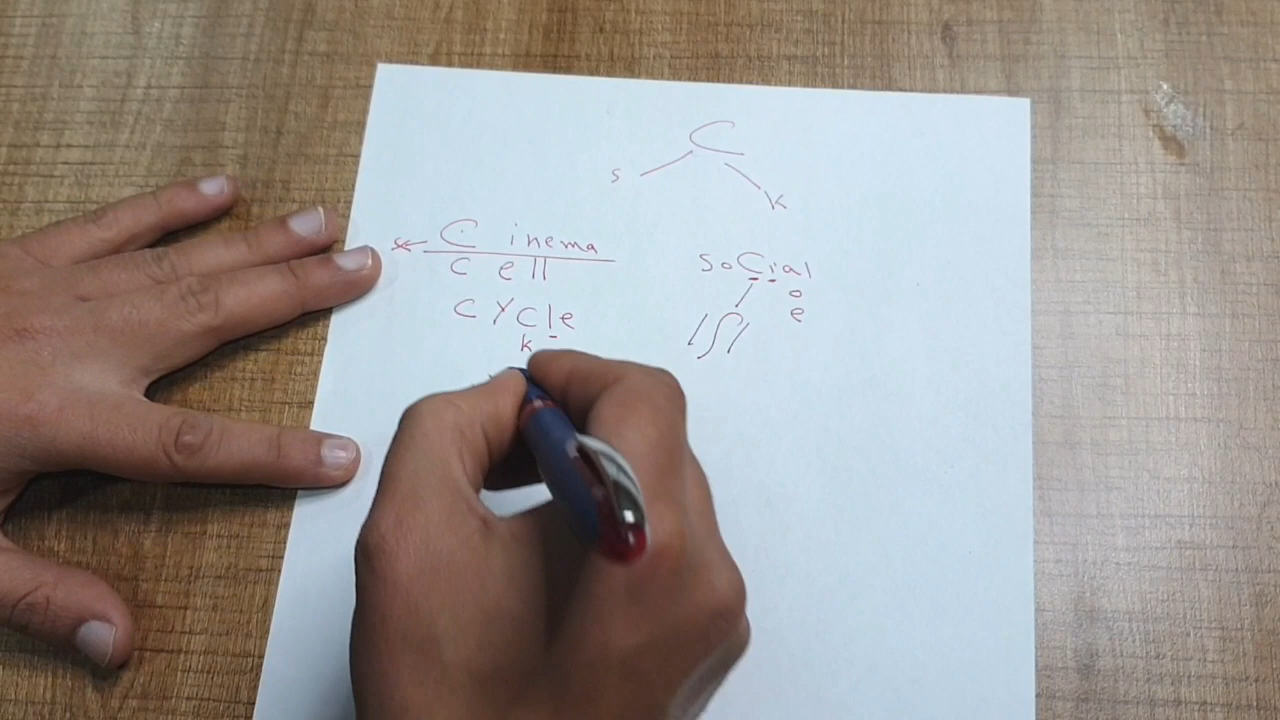 C
s k
s Cinema
cell
cycle
k
soCial
o
e
/ʃ/